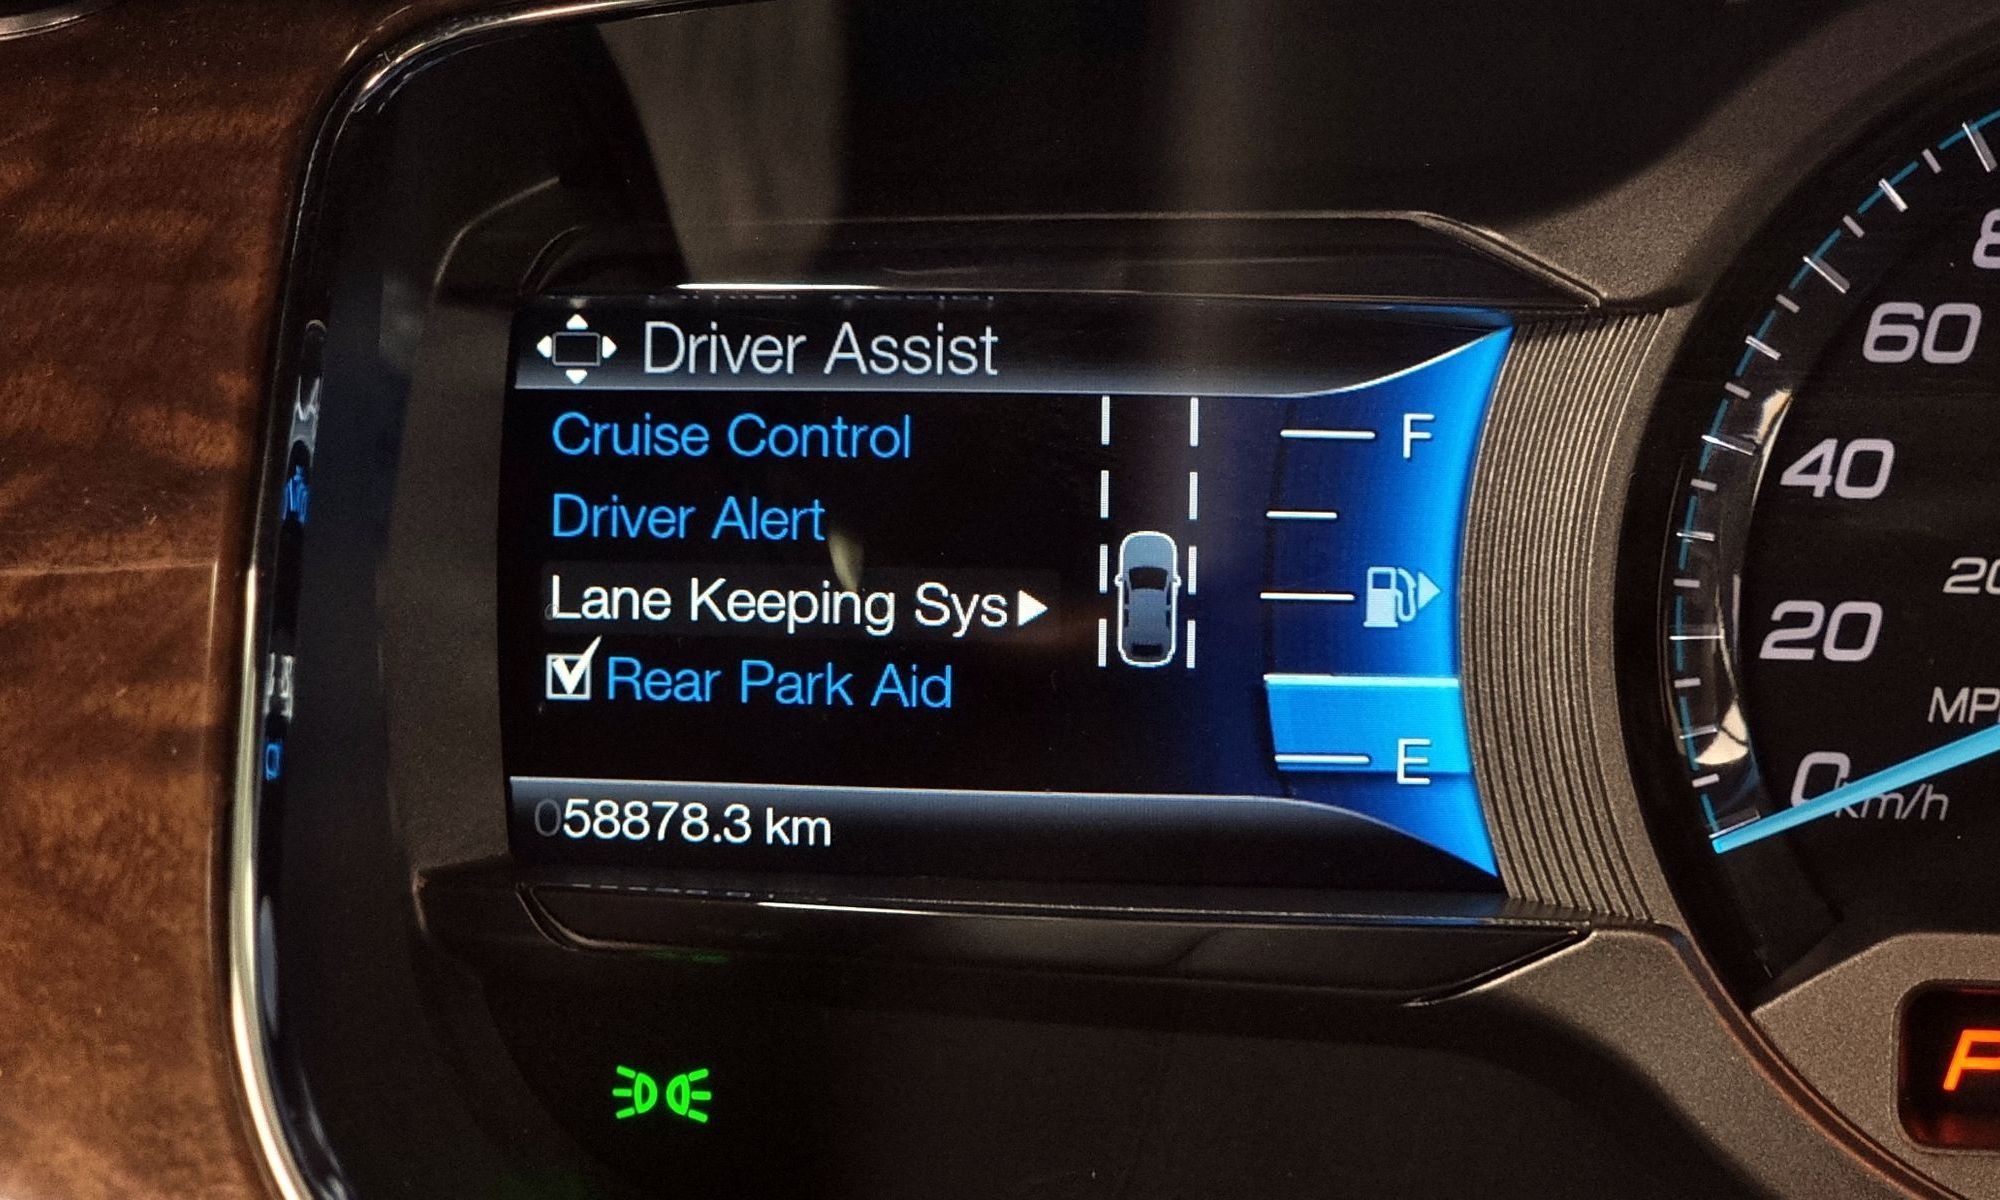 Driver Assist
Cruise Control
Driver Alert
Lane Keeping Sys
Rear Park Aid
058878.3 km
F
E
60
40
20
20
0
km/h
P